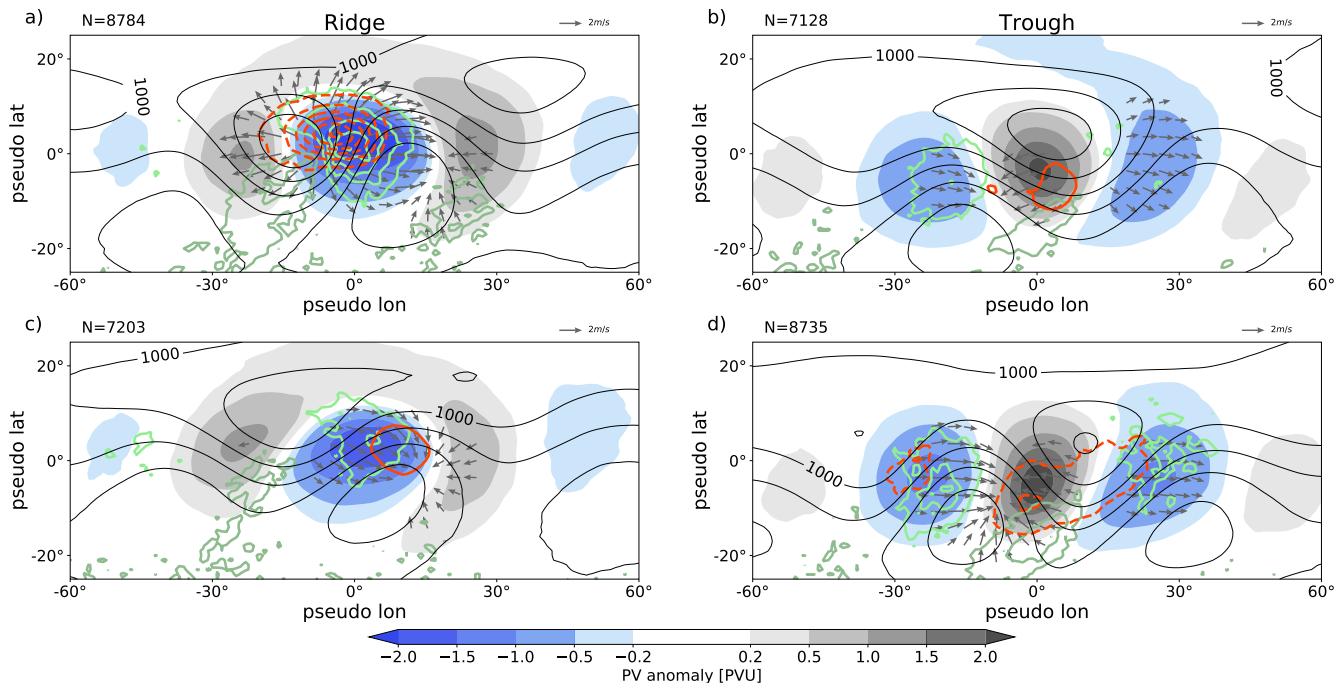 a) N=8784 Ridge 2m/s
b) N=7128 Trough 2m/s
1000
1000
1000
1000
20°
0°
-20°
pseudo lat
-60° -30° 0° 30° 60°
pseudo lon
20°
0°
-20°
pseudo lat
-60° -30° 0° 30° 60°
pseudo lon
c) N=7203 2m/s
d) N=8735 2m/s
1000
1000
1000
1000
20°
0°
-20°
pseudo lat
-60° -30° 0° 30° 60°
pseudo lon
20°
0°
-20°
pseudo lat
-60° -30° 0° 30° 60°
pseudo lon
−2.0 −1.5 −1.0 −0.5 −0.2 0.2 0.5 1.0 1.5 2.0
PV anomaly [PVU]